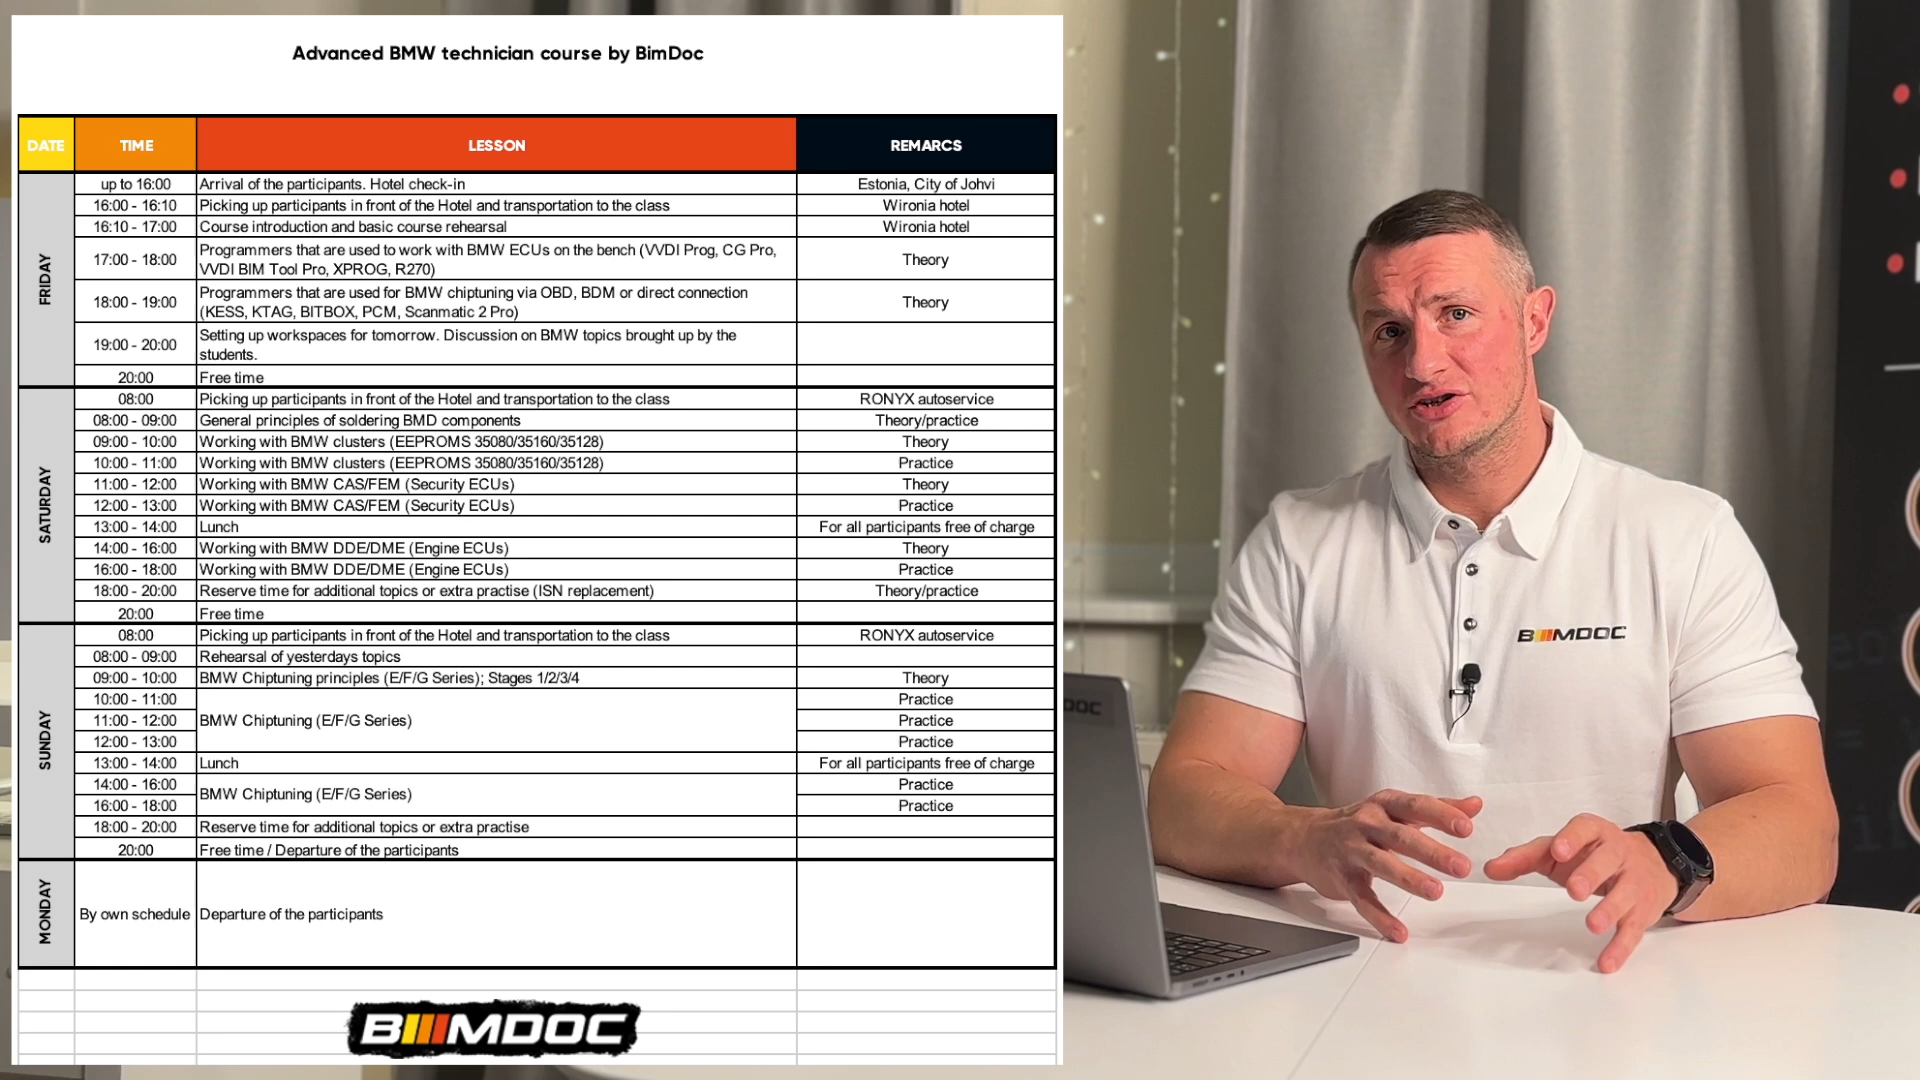 Advanced BMW technician course by BimDoc
DATE TIME LESSON REMARCS
FRIDAY
up to 16:00 Arrival of the participants. Hotel check-in Estonia, City of Johvi
16:00 - 16:10 Picking up participants in front of the Hotel and transportation to the class Wironia hotel
16:10 - 17:00 Course introduction and basic course rehearsal Wironia hotel
17:00 - 18:00 Programmers that are used to work with BMW ECUs on the bench (VVDI Prog, CG Pro,
VVDI BIM Tool Pro, XPROG, R270) Theory
18:00 - 19:00 Programmers that are used for BMW chiptuning via OBD, BDM or direct connection
(KESS, KTAG, BITBOX, PCM, Scanmatic 2 Pro) Theory
19:00 - 20:00 Setting up workspaces for tomorrow. Discussion on BMW topics brought up by the
students.
20:00 Free time
SATURDAY
08:00 Picking up participants in front of the Hotel and transportation to the class RONYX autoservice
08:00 - 09:00 General principles of soldering BMD components Theory/practice
09:00 - 10:00 Working with BMW clusters (EEPROMS 35080/35160/35128) Theory
10:00 - 11:00 Working with BMW clusters (EEPROMS 35080/35160/35128) Practice
11:00 - 12:00 Working with BMW CAS/FEM (Security ECUs) Theory
12:00 - 13:00 Working with BMW CAS/FEM (Security ECUs) Practice
13:00 - 14:00 Lunch For all participants free of charge
14:00 - 16:00 Working with BMW DDE/DME (Engine ECUs) Theory
16:00 - 18:00 Working with BMW DDE/DME (Engine ECUs) Practice
18:00 - 20:00 Reserve time for additional topics or extra practise (ISN replacement) Theory/practice
20:00 Free time
SUNDAY
08:00 Picking up participants in front of the Hotel and transportation to the class RONYX autoservice
08:00 - 09:00 Rehearsal of yesterdays topics
09:00 - 10:00 BMW Chiptuning principles (E/F/G Series); Stages 1/2/3/4 Theory
10:00 - 11:00 Practice
11:00 - 12:00 BMW Chiptuning (E/F/G Series) Practice
12:00 - 13:00 Practice
13:00 - 14:00 Lunch For all participants free of charge
14:00 - 16:00 BMW Chiptuning (E/F/G Series) Practice
16:00 - 18:00 Practice
18:00 - 20:00 Reserve time for additional topics or extra practise
20:00 Free time / Departure of the participants
MONDAY
By own schedule Departure of the participants
BIMDOC
BIMDOC
DOC